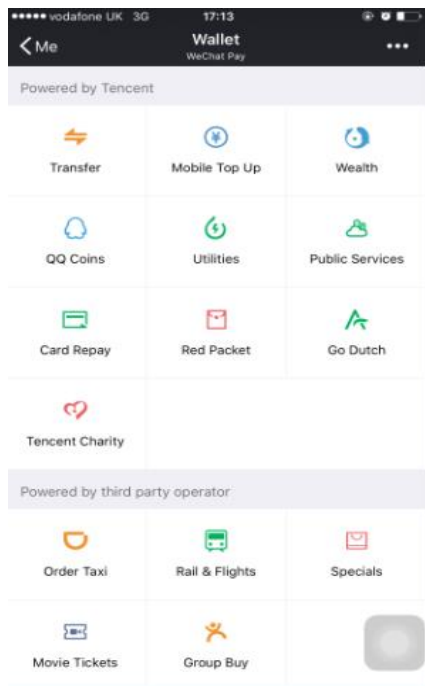 vodafone UK 3G 17:13
Me Wallet
WeChat Pay
Powered by Tencent
Transfer Mobile Top Up Wealth
QQ Coins Utilities Public Services
Card Repay Red Packet Go Dutch
Tencent Charity
Powered by third party operator
Order Taxi Rail & Flights Specials
Movie Tickets Group Buy